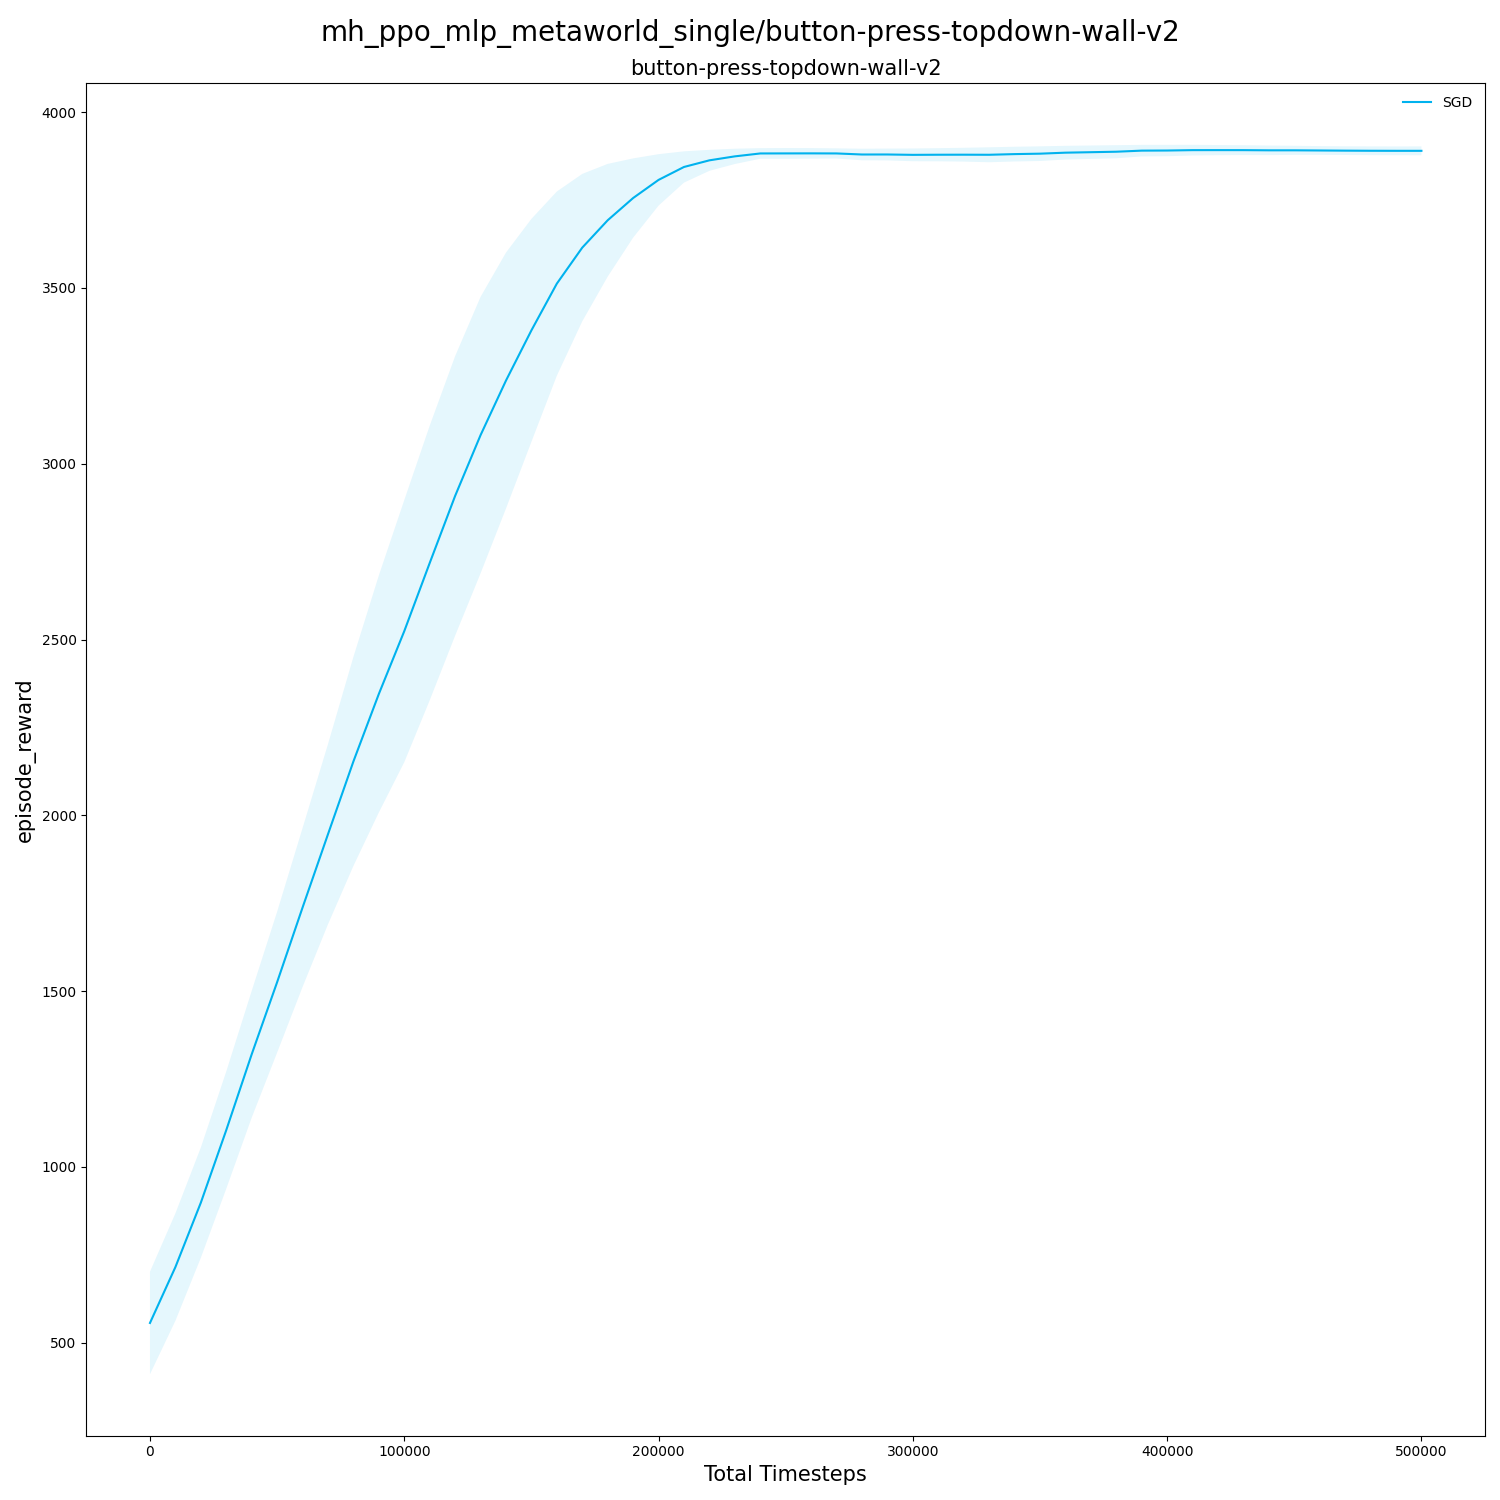 mh_ppo_mlp_metaworld_single/button-press-topdown-wall-v2
button-press-topdown-wall-v2
SGD
4000
3500
3000
2500
2000
1500
1000
500
episode_reward
0
100000
200000
300000
400000
500000
Total Timesteps